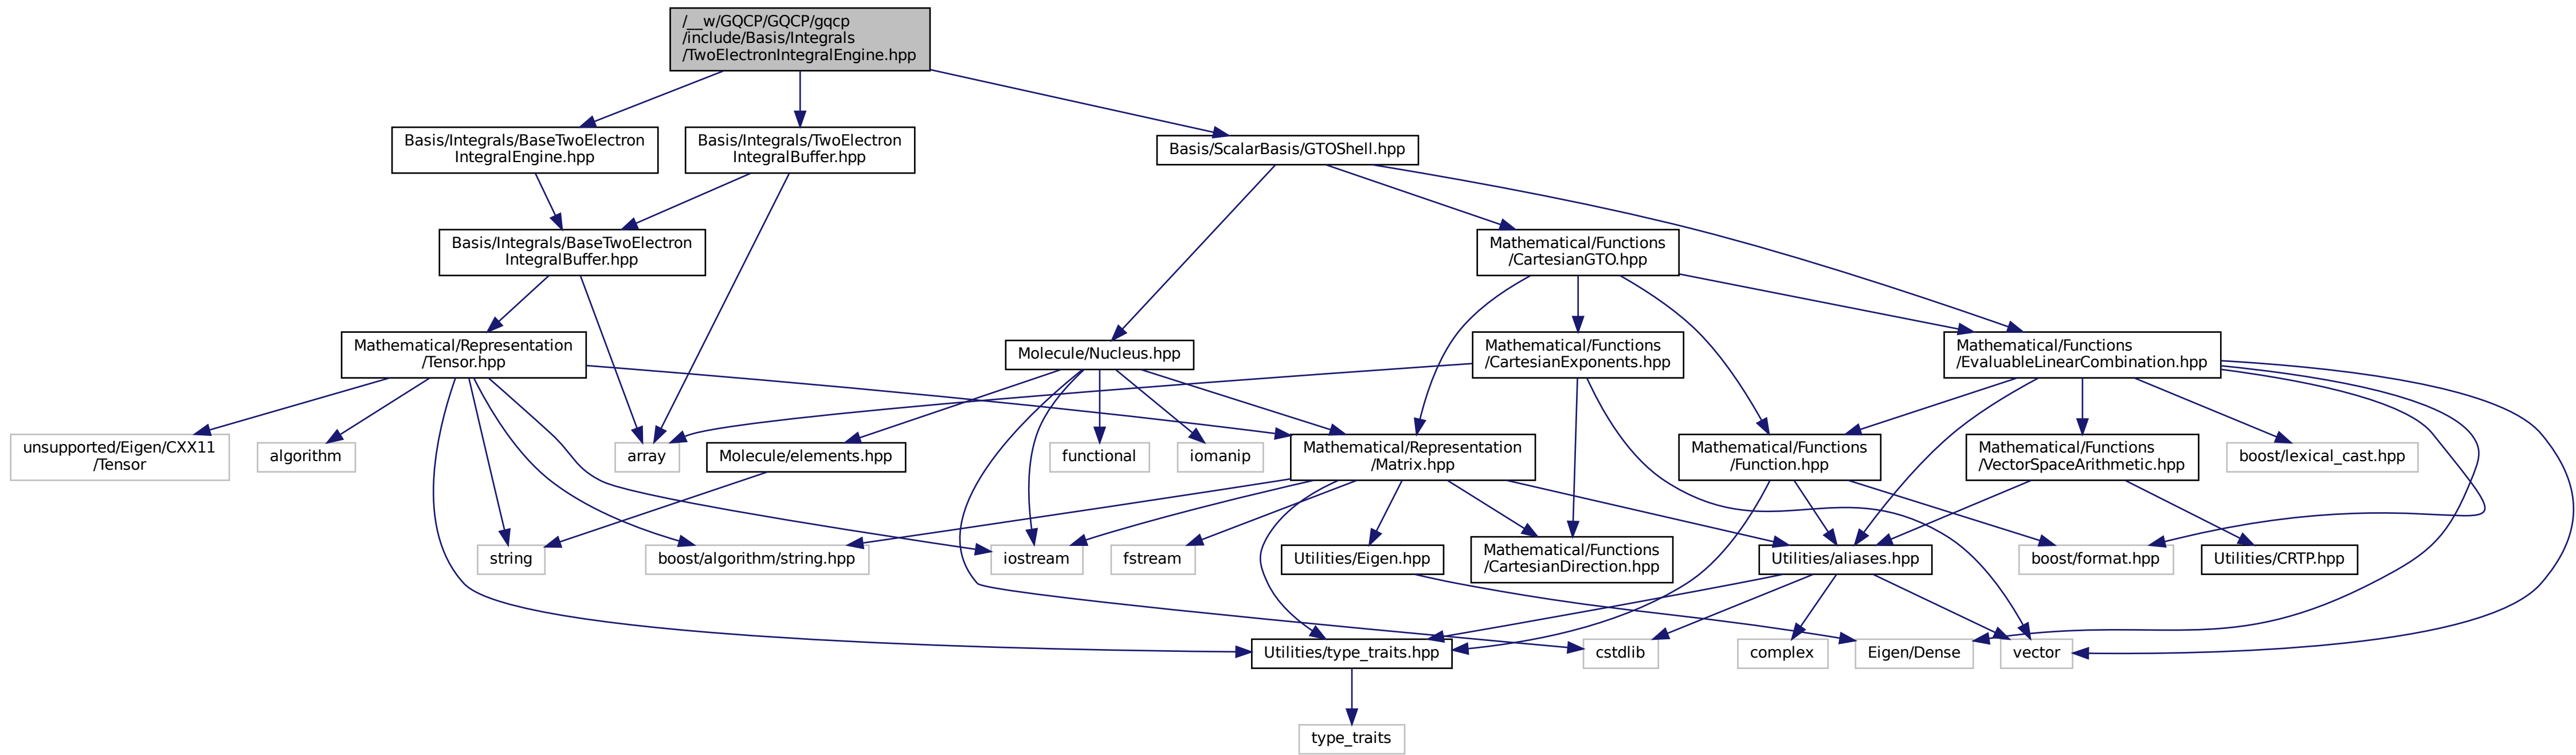 /__w/GQCP/GQCP/gqcp
/include/Basis/Integrals
/TwoElectronIntegralEngine.hpp
Basis/Integrals/BaseTwoElectron
IntegralEngine.hpp
Basis/Integrals/TwoElectron
IntegralBuffer.hpp
Basis/ScalarBasis/GTOShell.hpp
Basis/Integrals/BaseTwoElectron
IntegralBuffer.hpp
Mathematical/Functions
/CartesianGTO.hpp
Mathematical/Representation
/Tensor.hpp
Molecule/Nucleus.hpp
Mathematical/Functions
/CartesianExponents.hpp
Mathematical/Functions
/EvaluableLinearCombination.hpp
unsupported/Eigen/CXX11
/Tensor
algorithm
array
Molecule/elements.hpp
functional
iomanip
Mathematical/Representation
/Matrix.hpp
Mathematical/Functions
/Function.hpp
Mathematical/Functions
/VectorSpaceArithmetic.hpp
boost/lexical_cast.hpp
string
boost/algorithm/string.hpp
iostream
fstream
Utilities/Eigen.hpp
Mathematical/Functions
/CartesianDirection.hpp
Utilities/aliases.hpp
boost/format.hpp
Utilities/CRTP.hpp
Utilities/type_traits.hpp
cstdlib
complex
Eigen/Dense
vector
type_traits